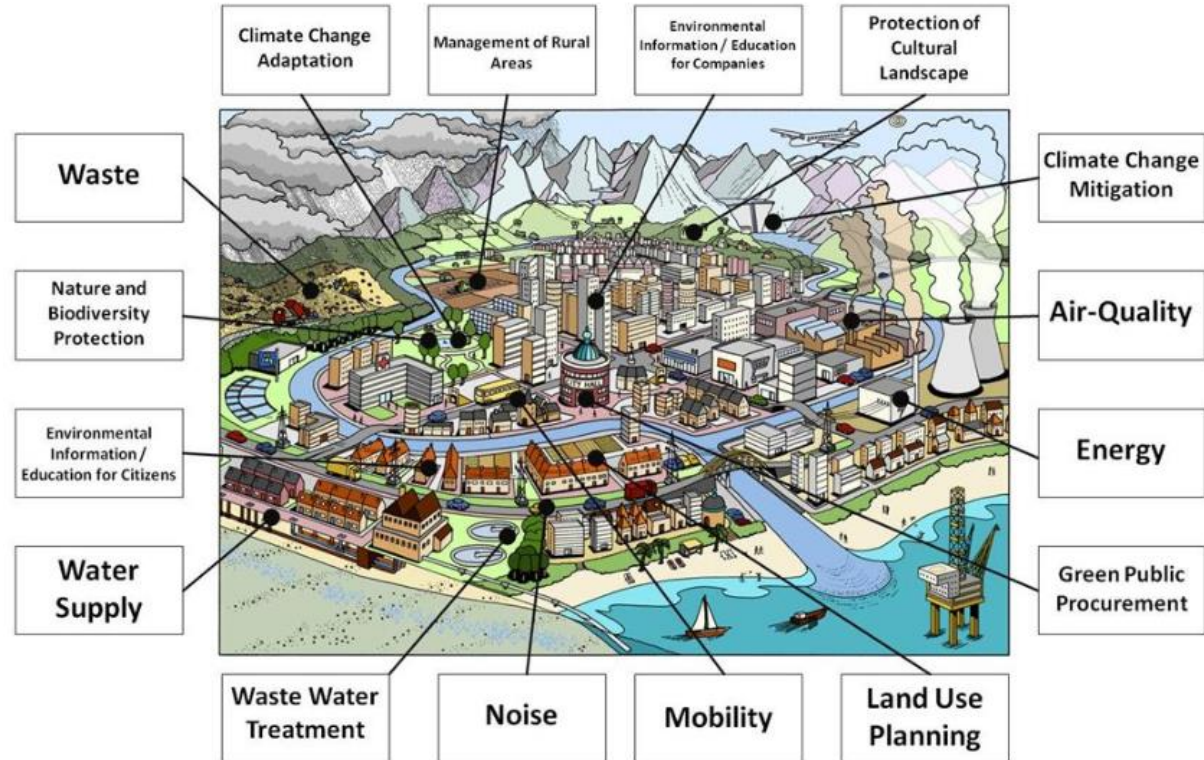 Climate Change
Adaptation
Management of Rural
Areas
Environmental
Information / Education
for Companies
Protection of
Cultural
Landscape
Waste
Climate Change
Mitigation
Nature and
Biodiversity
Protection
Air-Quality
CITY HALL
Environmental
Information /
Education for Citizens
Energy
Water
Supply
Green Public
Procurement
Waste Water
Treatment
Noise
Mobility
Land Use
Planning